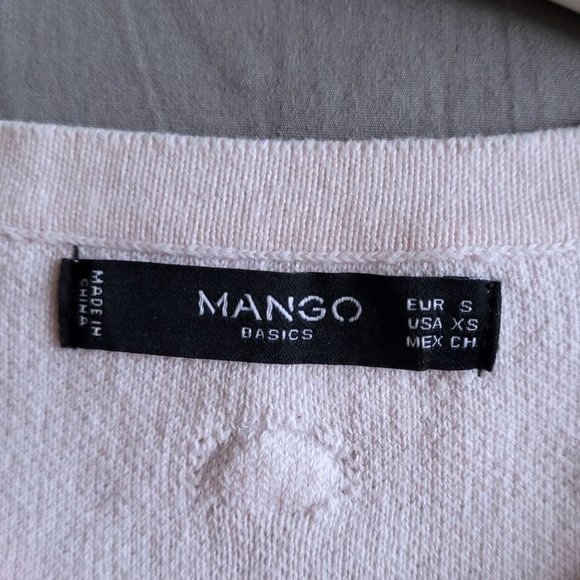 MADE IN
CHINA
MANGO
BASICS
EUR S
USA XS
MEX CH